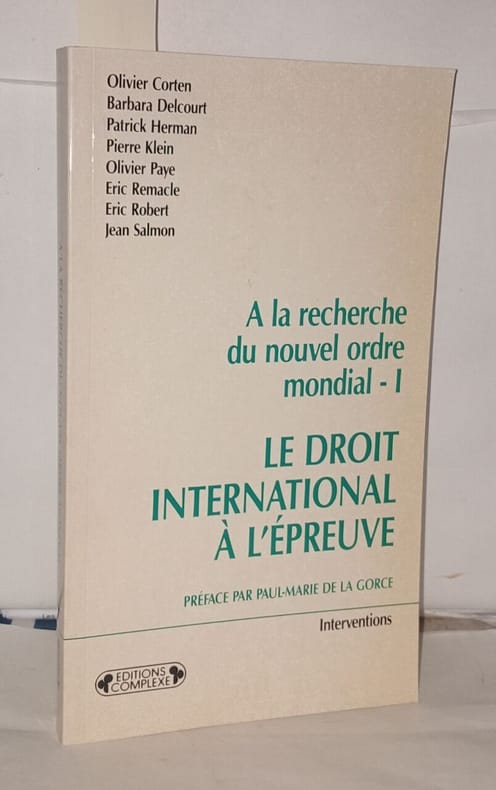 Olivier Corten
Barbara Delcourt
Patrick Herman
Pierre Klein
Olivier Paye
Eric Remacle
Eric Robert
Jean Salmon
A la recherche
du nouvel ordre
mondial - I
LE DROIT
INTERNATIONAL
À L'ÉPREUVE
PRÉFACE PAR PAUL-MARIE DE LA GORCE
Interventions
EDITIONS
COMPLEXE